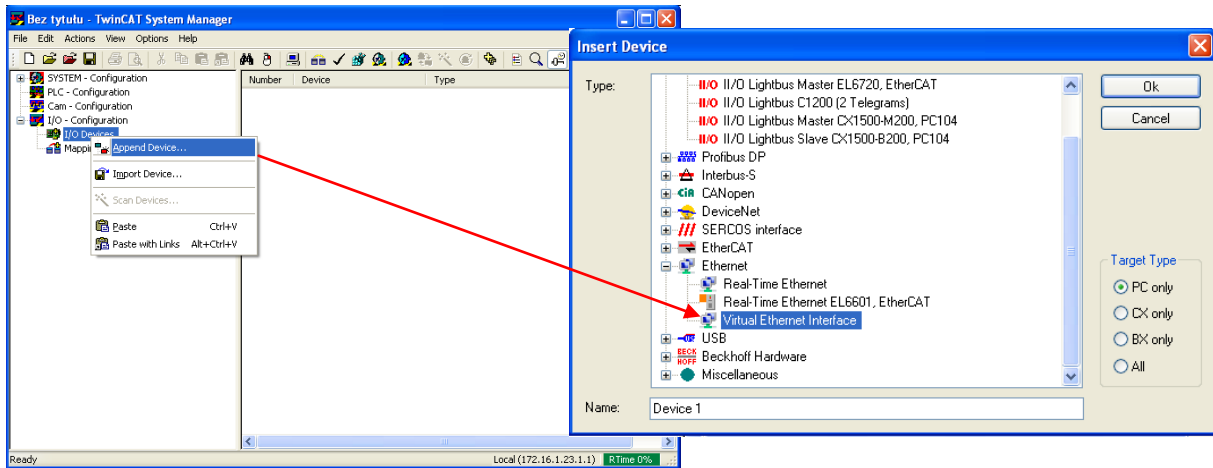 Bez tytułu - TwinCAT System Manager
File Edit Actions View Options Help
SYSTEM - Configuration
PLC - Configuration
Cam - Configuration
I/O - Configuration
I/O Devices
Mappi
Append Device...
Import Device...
Scan Devices...
Paste Ctrl+V
Paste with Links Alt+Ctrl+V
Number Device Type
Ready Local (172.16.1.23.1.1) RTime 0%
Insert Device
Type:
II/O II/O Lightbus Master EL6720, EtherCAT
II/O II/O Lightbus C1200 (2 Telegrams)
II/O II/O Lightbus Master CX1500-M200, PC104
II/O II/O Lightbus Slave CX1500-B200, PC104
Profibus DP
Interbus-S
CiA CANopen
DeviceNet
SERCOS interface
EtherCAT
Ethernet
Real-Time Ethernet
Real-Time Ethernet EL6601, EtherCAT
Virtual Ethernet Interface
USB
BECK
HOFF
Beckhoff Hardware
Miscellaneous
Name: Device 1
Ok
Cancel
Target Type
PC only
CX only
BX only
All